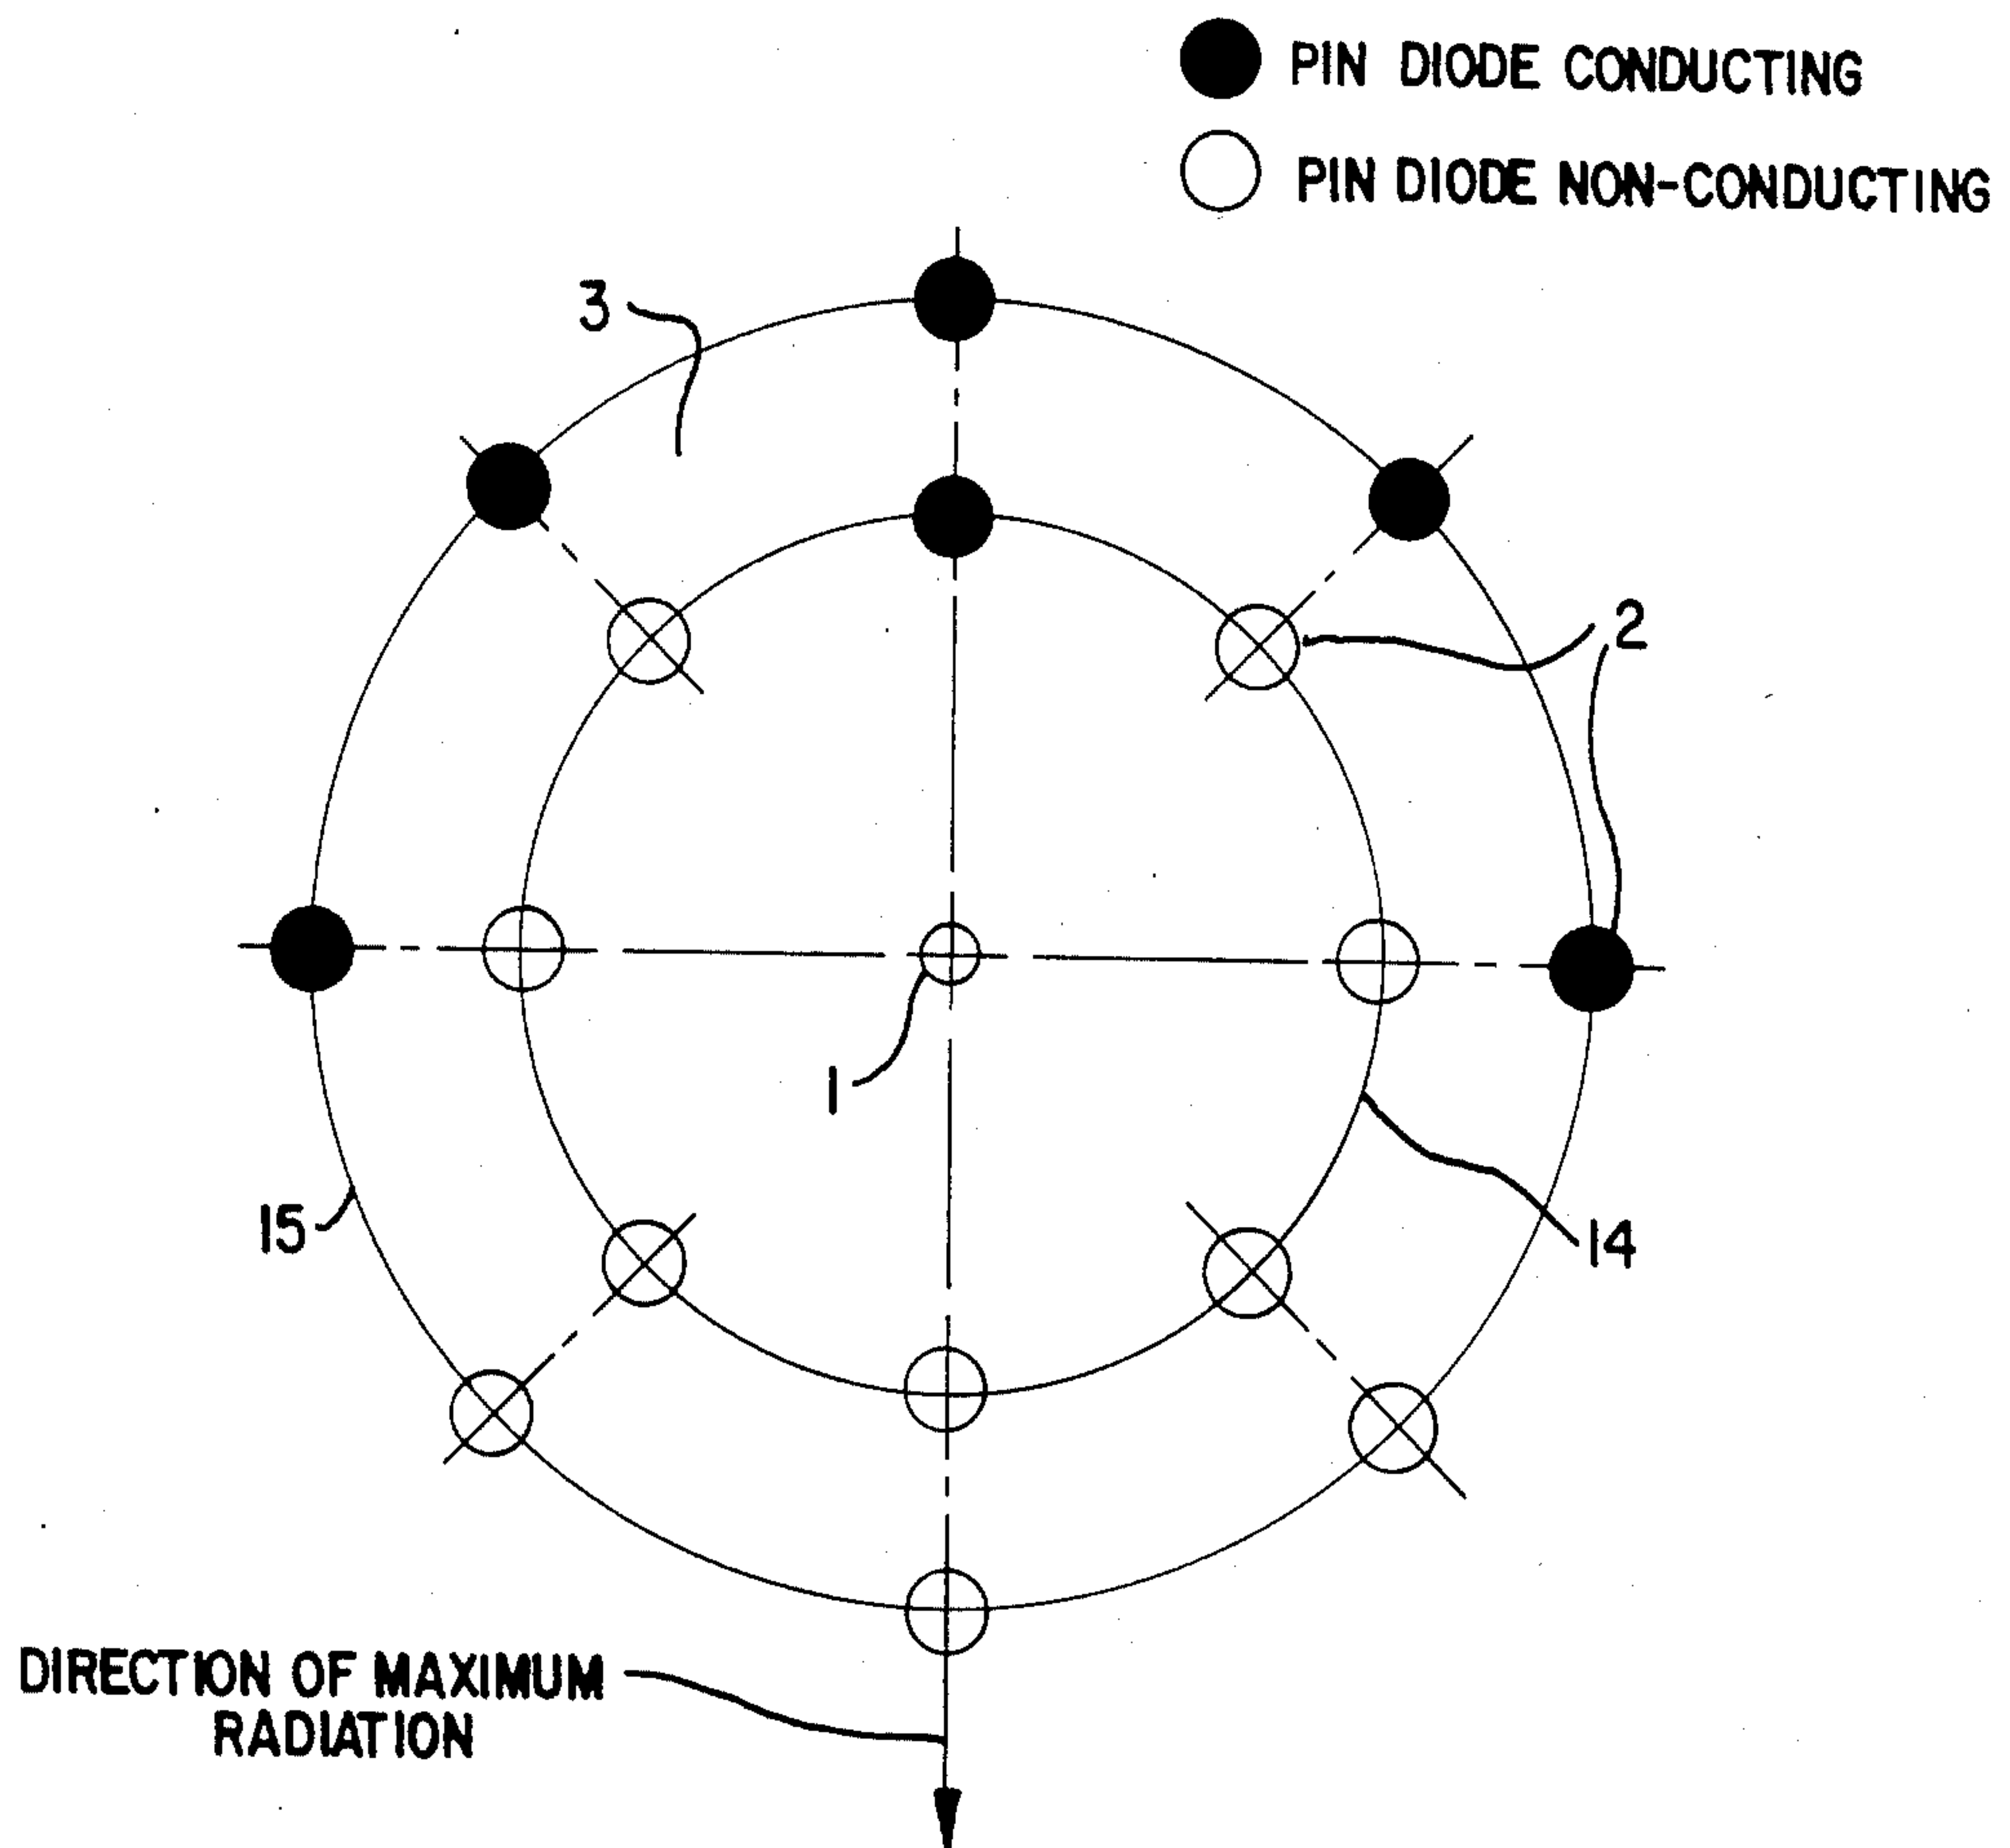 PIN DIODE CONDUCTING
PIN DIODE NON-CONDUCTING
3
2
1
15
14
DIRECTION OF MAXIMUM
RADIATION